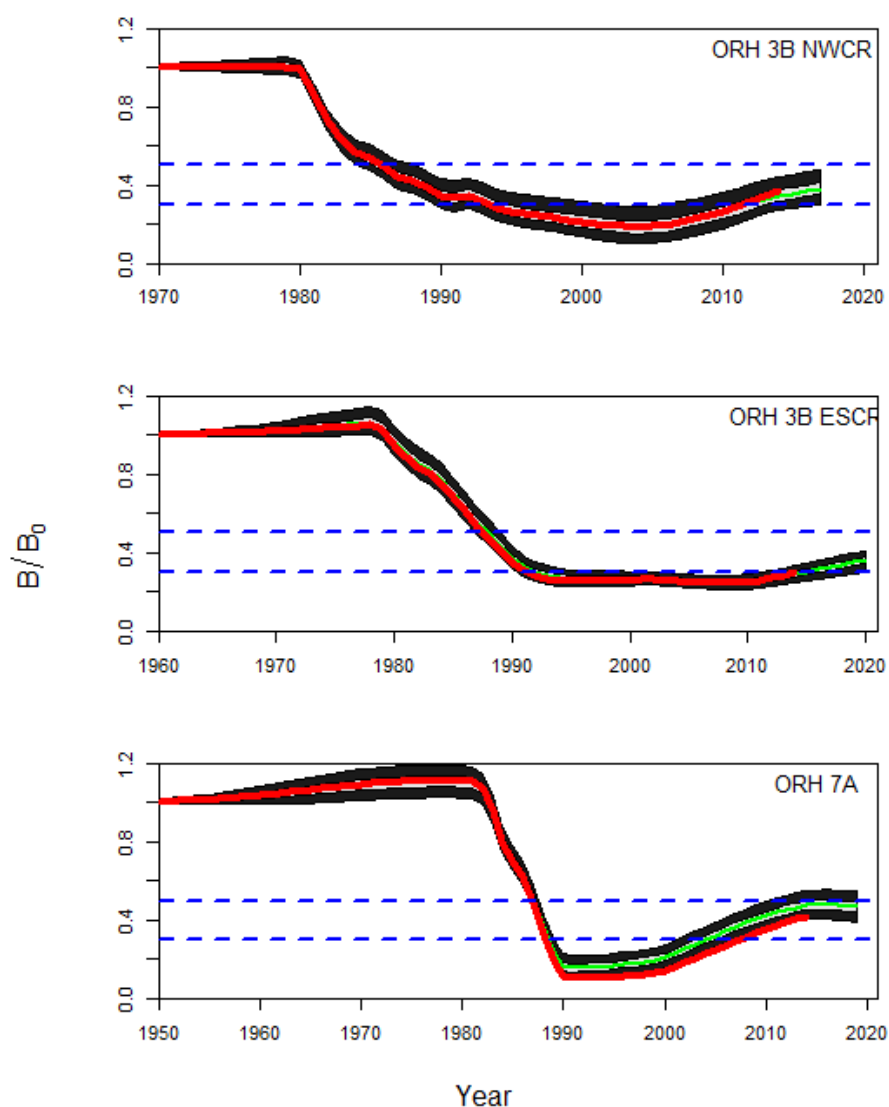 ORH 3B NWCR
0.0 0.4 0.8 1.2
1970 1980 1990 2000 2010 2020
ORH 3B ESCR
0.0 0.4 0.8 1.2
1960 1970 1980 1990 2000 2010 2020
B/B₀
ORH 7A
0.0 0.4 0.8 1.2
1950 1960 1970 1980 1990 2000 2010 2020
Year